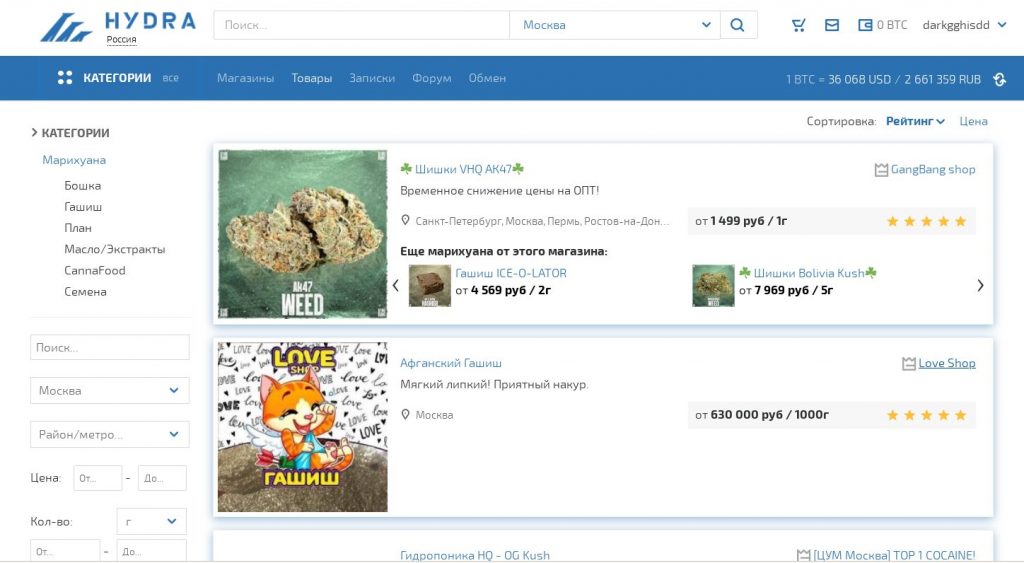 HYDRA
Россия
Поиск...
Москва
0 BTC
darkgghisdd
КАТЕГОРИИ все
Магазины Товары Записки Форум Обмен
1 BTC = 36 068 USD / 2 661 359 RUB
Сортировка: Рейтинг Цена
КАТЕГОРИИ
Марихуана
Бошка
Гашиш
План
Масло/Экстракты
CannaFood
Семена
Поиск...
Москва
Район/метро...
Цена: От... - До...
Кол-во: г
От... - До...
AK47
WEED
Шишки VHQ AK47
GangBang shop
Временное снижение цены на ОПТ!
Санкт-Петербург, Москва, Пермь, Ростов-на-Дон...
от 1 499 руб / 1г
Еще марихуана от этого магазина:
Гашиш ICE-O-LATOR
от 4 569 руб / 2г
Шишки Bolivia Kush
от 7 969 руб / 5г
LOVE
SHOP
ГАШИШ
Афганский Гашиш
Love Shop
Мягкий липкий! Приятный накур.
Москва
от 630 000 руб / 1000г
Гидропоника HQ - OG Kush
[ЦУМ Москва] TOP 1 COCAINE!